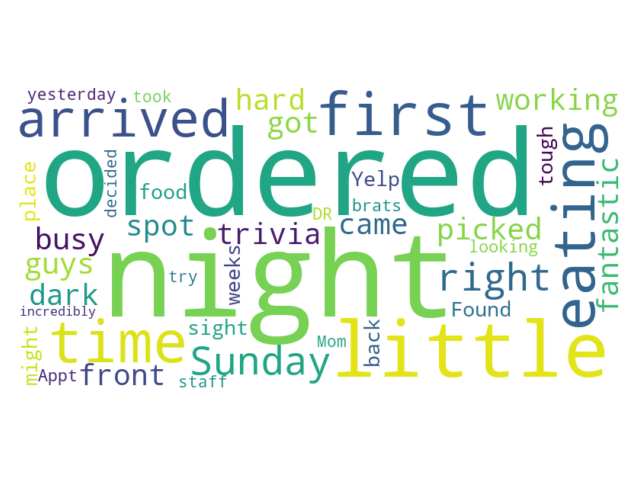 yesterday took hard working
arrived got first
ordered tough
place decided food Yelp eating
spot DR brats fantastic
busy trivia came picked
guys night looking
dark try weeks right
incredibly Found
might time sight Mom back little
Appt front Sunday
staff